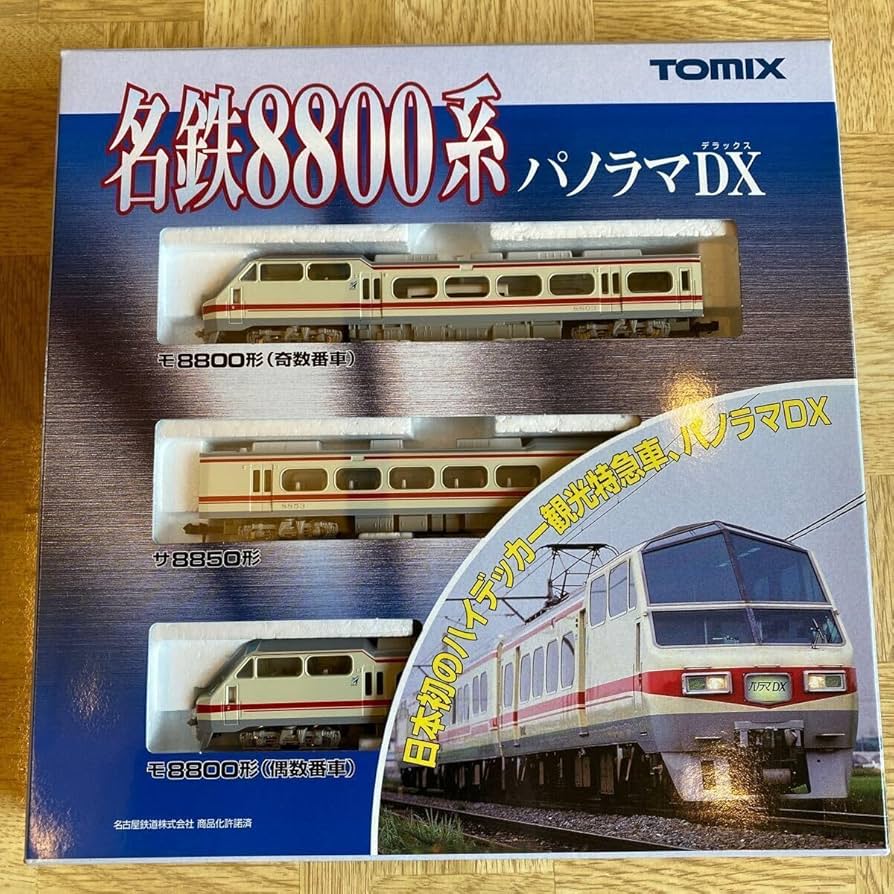 TOMIX
名鉄8800系 パノラマDX
デラックス
8803
モ8800形(奇数番車)
8853
サ8850形
モ8800形(偶数番車)
日本初のハイデッカー観光特急車、パノラマDX
パノラマDX
名古屋鉄道株式会社 商品化許諾済